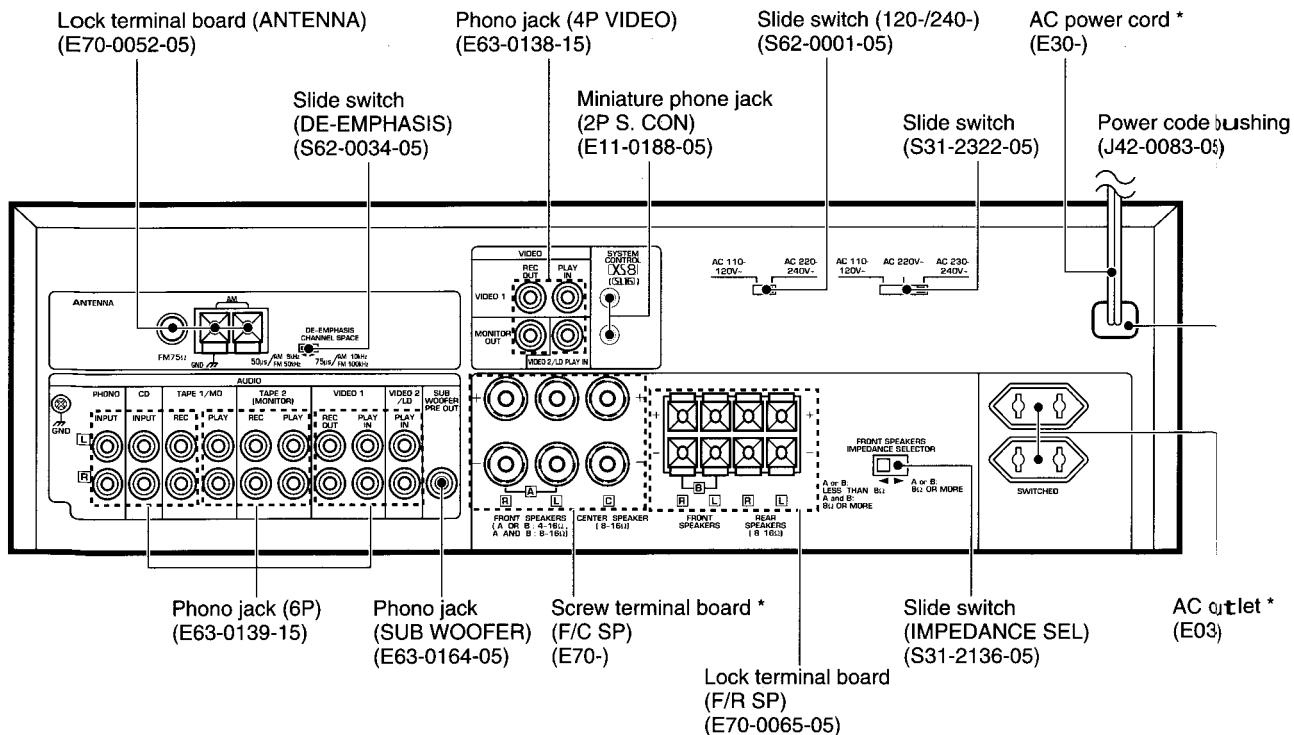 Lock terminal board (ANTENNA)
(E70-0052-05)
Phono jack (4P VIDEO)
(E63-0138-15)
Slide switch (120-/240-)
(S62-0001-05)
AC power cord *
(E30-)
Slide switch
(DE-EMPHASIS)
(S62-0034-05)
Miniature phone jack
(2P S. CON)
(E11-0188-05)
Slide switch
(S31-2322-05)
Power code bushing
(J42-0083-05)
ANTENNA
AM
FM75Ω
GND
DE-EMPHASIS
CHANNEL SPACE
50µs/AM 9kHz
FM 50kHz
75µs/AM 10kHz
FM 100kHz
VIDEO
REC
OUT
PLAY
IN
VIDEO 1
MONITOR
OUT
VIDEO 2/LD PLAY IN
SYSTEM
CONTROL
XS8
(SL16)
AC 110-
120V~
AC 220-
240V~
AC 110-
120V~
AC 220V~
AC 230-
240V~
AUDIO
PHONO
CD
TAPE 1/MD
TAPE 2
(MONITOR)
VIDEO 1
VIDEO 2
/LD
SUB
WOOFER
PRE OUT
INPUT
INPUT
REC
PLAY
REC
PLAY
REC
OUT
PLAY
IN
PLAY
IN
GND
L
R
+
+
-
-
R
A
L
C
FRONT SPEAKERS
( A OR B : 4-16Ω,
A AND B : 8-16Ω)
CENTER SPEAKER
(8-16Ω)
+
+
-
-
B
R
L
R
L
FRONT
SPEAKERS
REAR
SPEAKERS
(8-16Ω)
FRONT SPEAKERS
IMPEDANCE SELECTOR
A or B:
LESS THAN 8Ω
A and B:
8Ω OR MORE
A or B:
8Ω OR MORE
SWITCHED
Phono jack (6P)
(E63-0139-15)
Phono jack
(SUB WOOFER)
(E63-0164-05)
Screw terminal board *
(F/C SP)
(E70-)
Lock terminal board
(F/R SP)
(E70-0065-05)
Slide switch
(IMPEDANCE SEL)
(S31-2136-05)
AC outlet *
(E03)